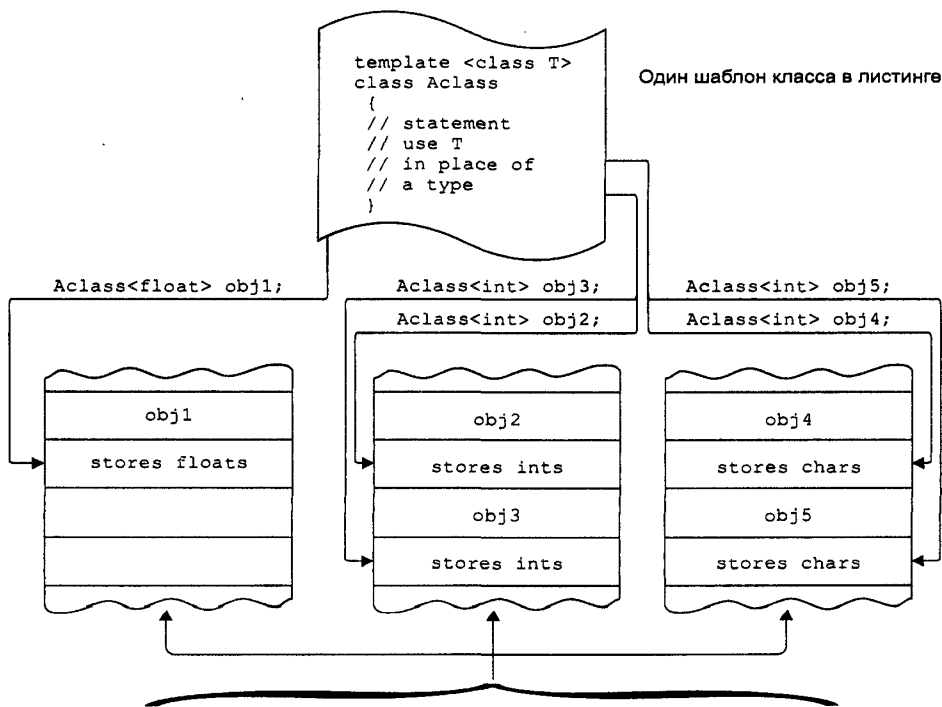 template <class T>
class Aclass
{
// statement
// use T
// in place of
// a type
}
Один шаблон класса в листинге
Aclass<float> obj1;
Aclass<int> obj3;
Aclass<int> obj5;
Aclass<int> obj2;
Aclass<int> obj4;
obj1
obj2
obj4
stores floats
stores ints
stores chars
obj3
obj5
stores ints
stores chars